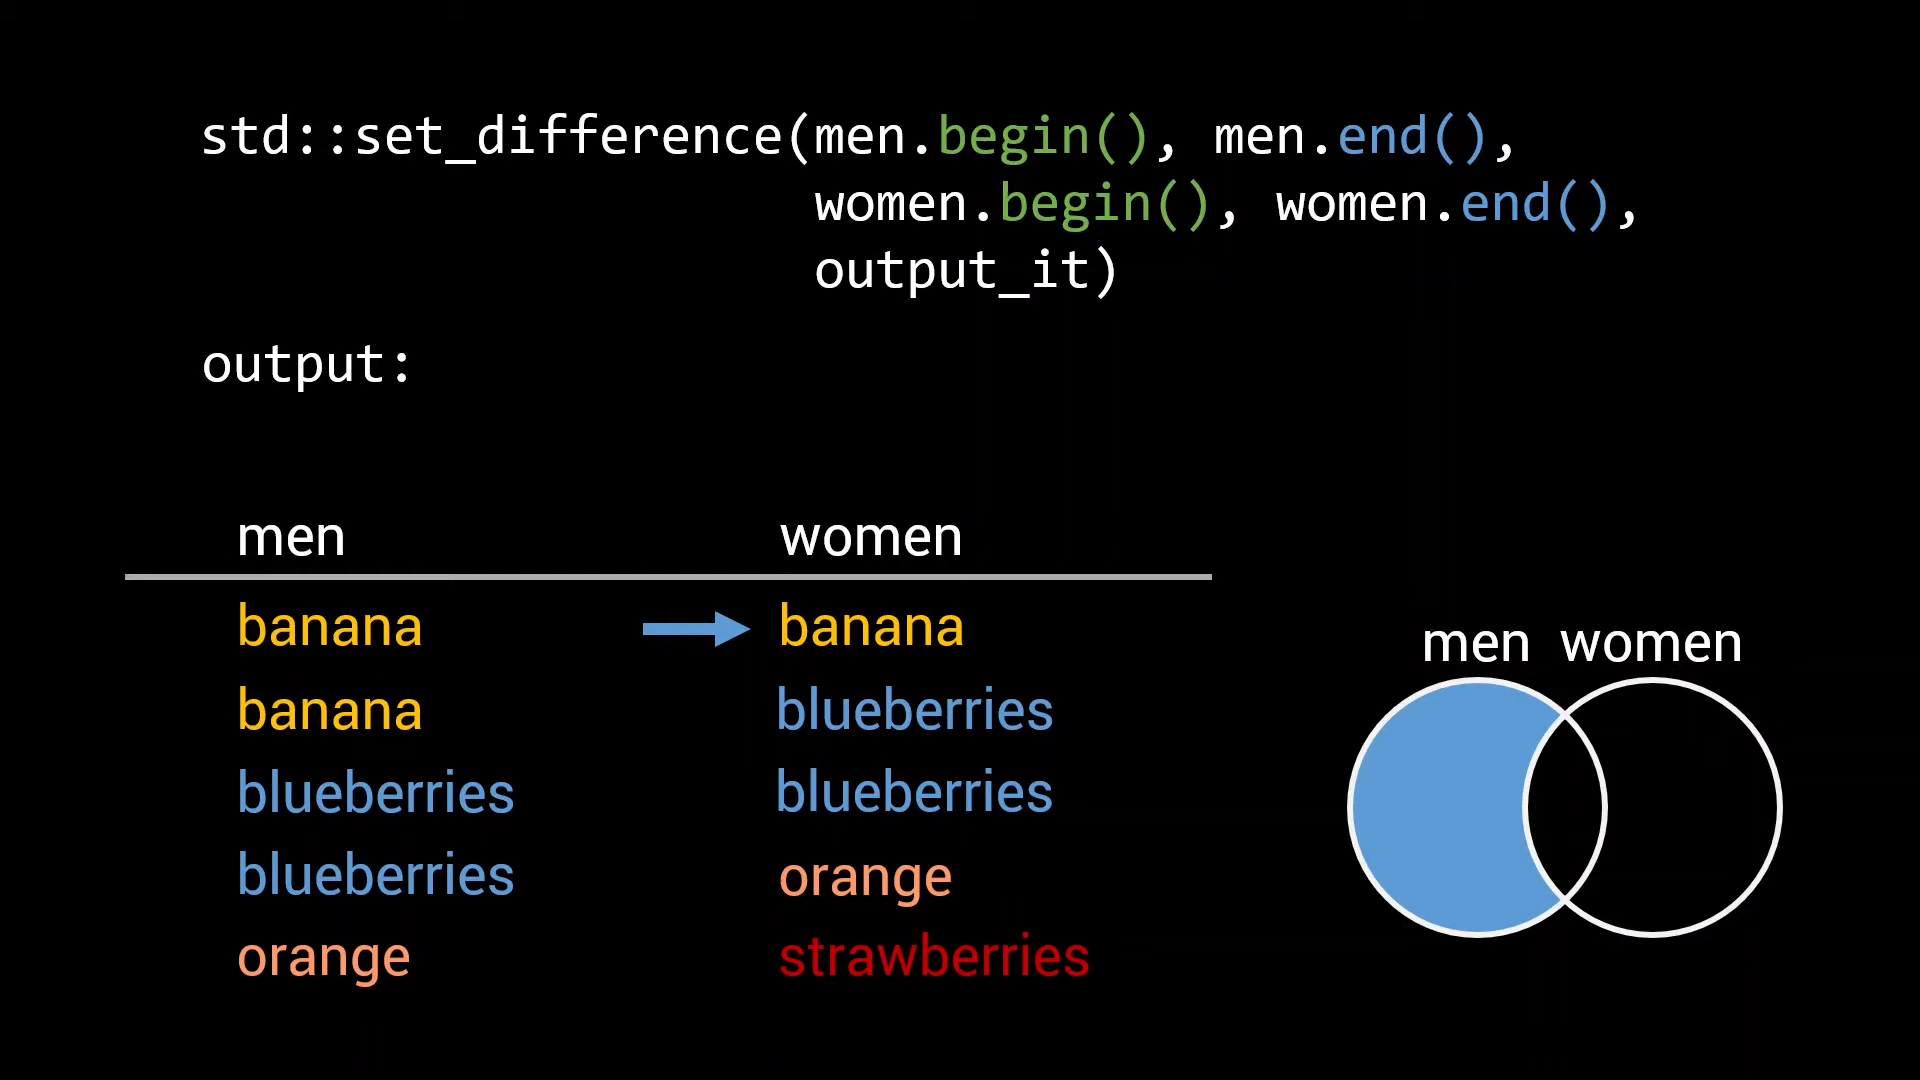 std::set_difference(men.begin(), men.end(),
women.begin(), women.end(),
output_it)
output:
men women
banana banana
banana blueberries
blueberries blueberries
blueberries orange
orange strawberries
men women